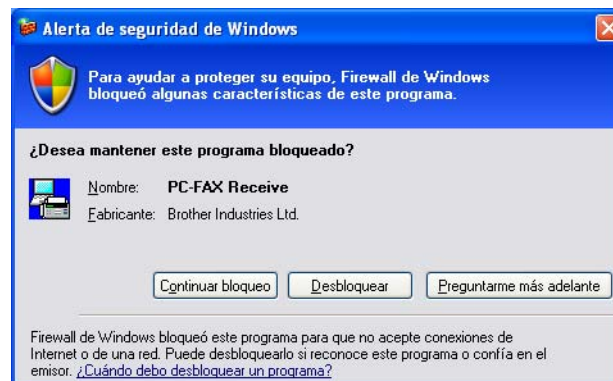 Alerta de seguridad de Windows
Para ayudar a proteger su equipo, Firewall de Windows
bloqueó algunas características de este programa.
¿Desea mantener este programa bloqueado?
Nombre: PC-FAX Receive
Fabricante: Brother Industries Ltd.
Continuar bloqueo Desbloquear Preguntarme más adelante
Firewall de Windows bloqueó este programa para que no acepte conexiones de
Internet o de una red. Puede desbloquearlo si reconoce este programa o confía en el
emisor. ¿Cuándo debo desbloquear un programa?